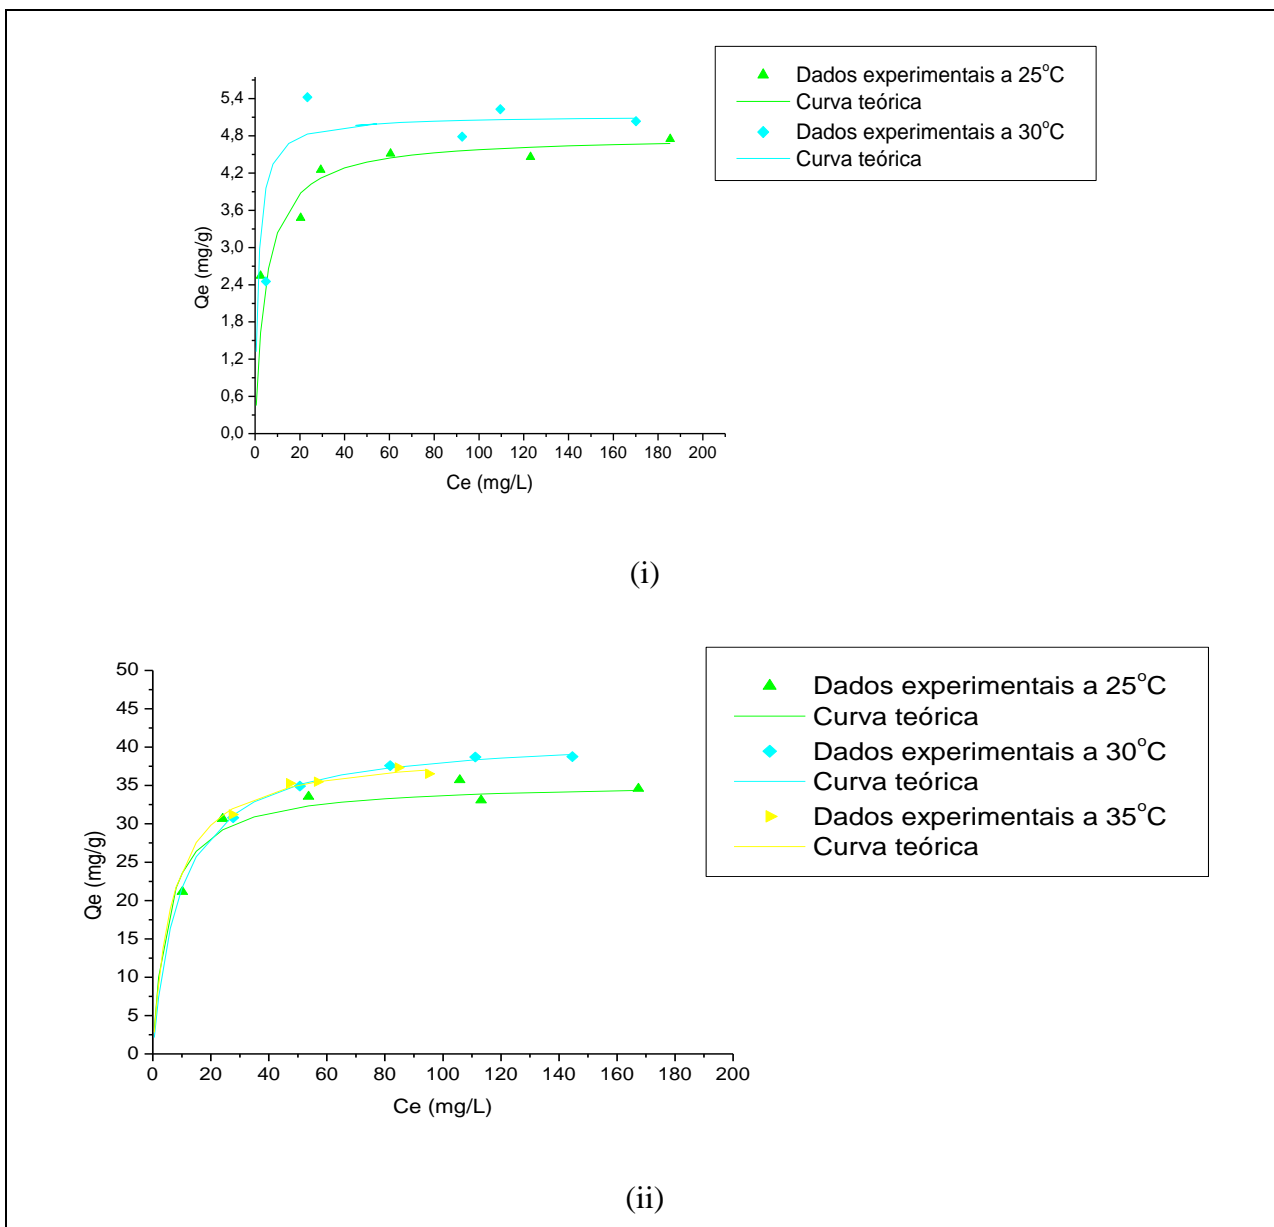 Dados experimentais a 25°C
Curva teórica
Dados experimentais a 30°C
Curva teórica
5,4
4,8
4,2
3,6
3,0
2,4
1,8
1,2
0,6
0,0
Qe (mg/g)
0 20 40 60 80 100 120 140 160 180 200
Ce (mg/L)
(i)
Dados experimentais a 25°C
Curva teórica
Dados experimentais a 30°C
Curva teórica
Dados experimentais a 35°C
Curva teórica
50
45
40
35
30
25
20
15
10
5
0
Qe (mg/g)
0 20 40 60 80 100 120 140 160 180 200
Ce (mg/L)
(ii)